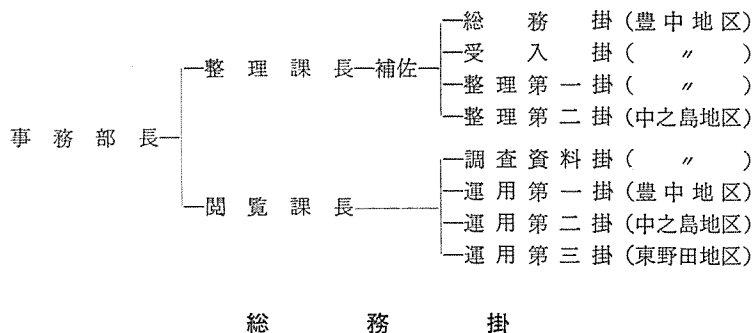 総務掛(豊中地区)
受入掛(〃)
整理課長 補佐
整理第一掛(〃)
整理第二掛(中之島地区)
事務部長
調査資料掛(〃)
運用第一掛(豊中地区)
閲覧課長
運用第二掛(中之島地区)
運用第三掛(東野田地区)
総務掛